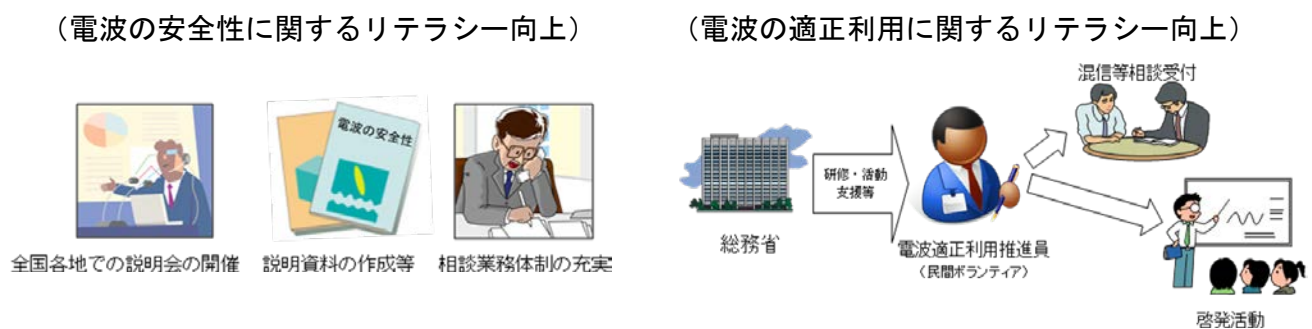 （電波の安全性に関するリテラシー向上）
電波の安全性
全国各地での説明会の開催
説明資料の作成等
相談業務体制の充実
（電波の適正利用に関するリテラシー向上）
混信等相談受付
研修・活動
支援等
総務省
電波適正利用推進員
（民間ボランティア）
啓発活動